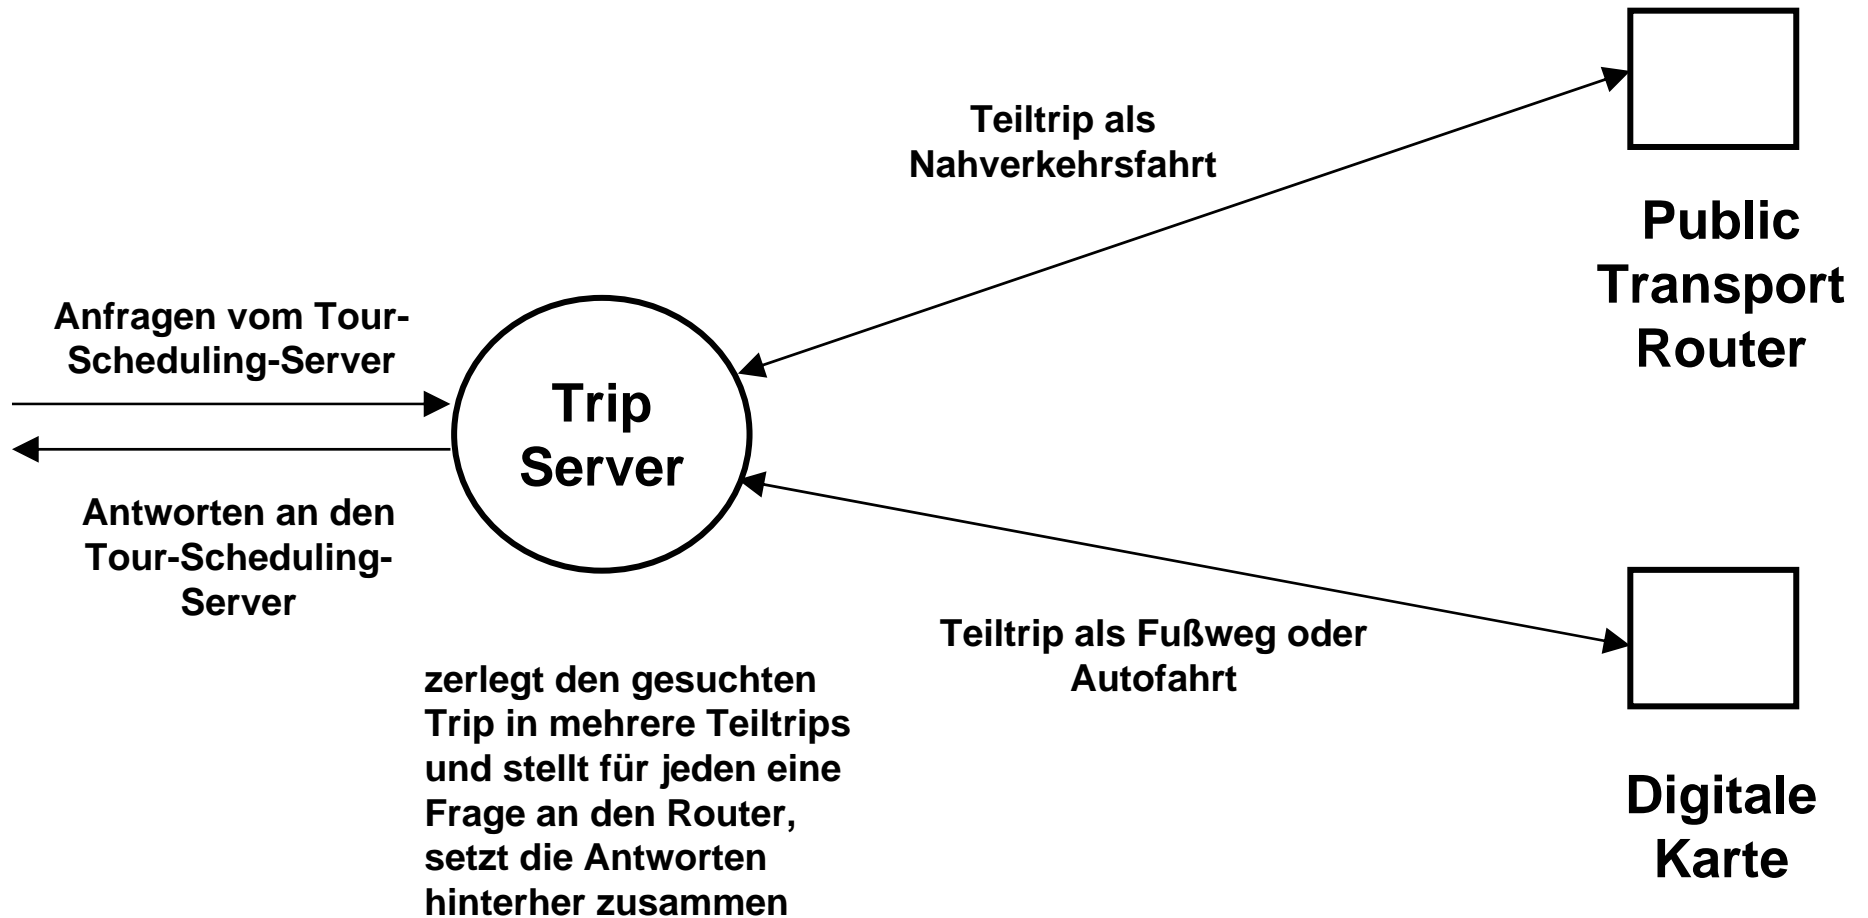 Teiltrip als
Nahverkehrsfahrt
Public
Transport
Router
Anfragen vom Tour-
Scheduling-Server
Trip
Server
Antworten an den
Tour-Scheduling-
Server
Teiltrip als Fußweg oder
Autofahrt
zerlegt den gesuchten
Trip in mehrere Teiltrips
und stellt für jeden eine
Frage an den Router,
setzt die Antworten
hinterher zusammen
Digitale
Karte